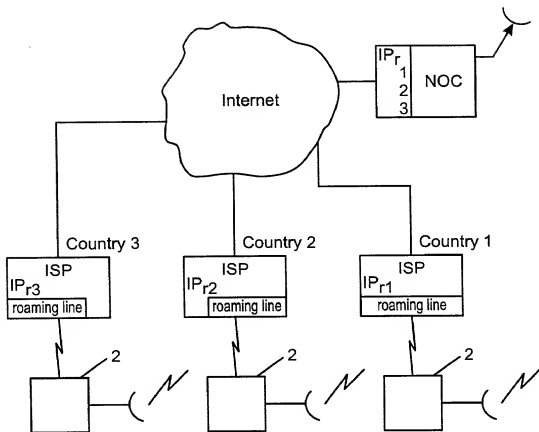 IPr
1
2
3
NOC
Internet
Country 3
Country 2
Country 1
ISP
IPr3
roaming line
ISP
IPr2
roaming line
ISP
IPr1
roaming line
2
2
2